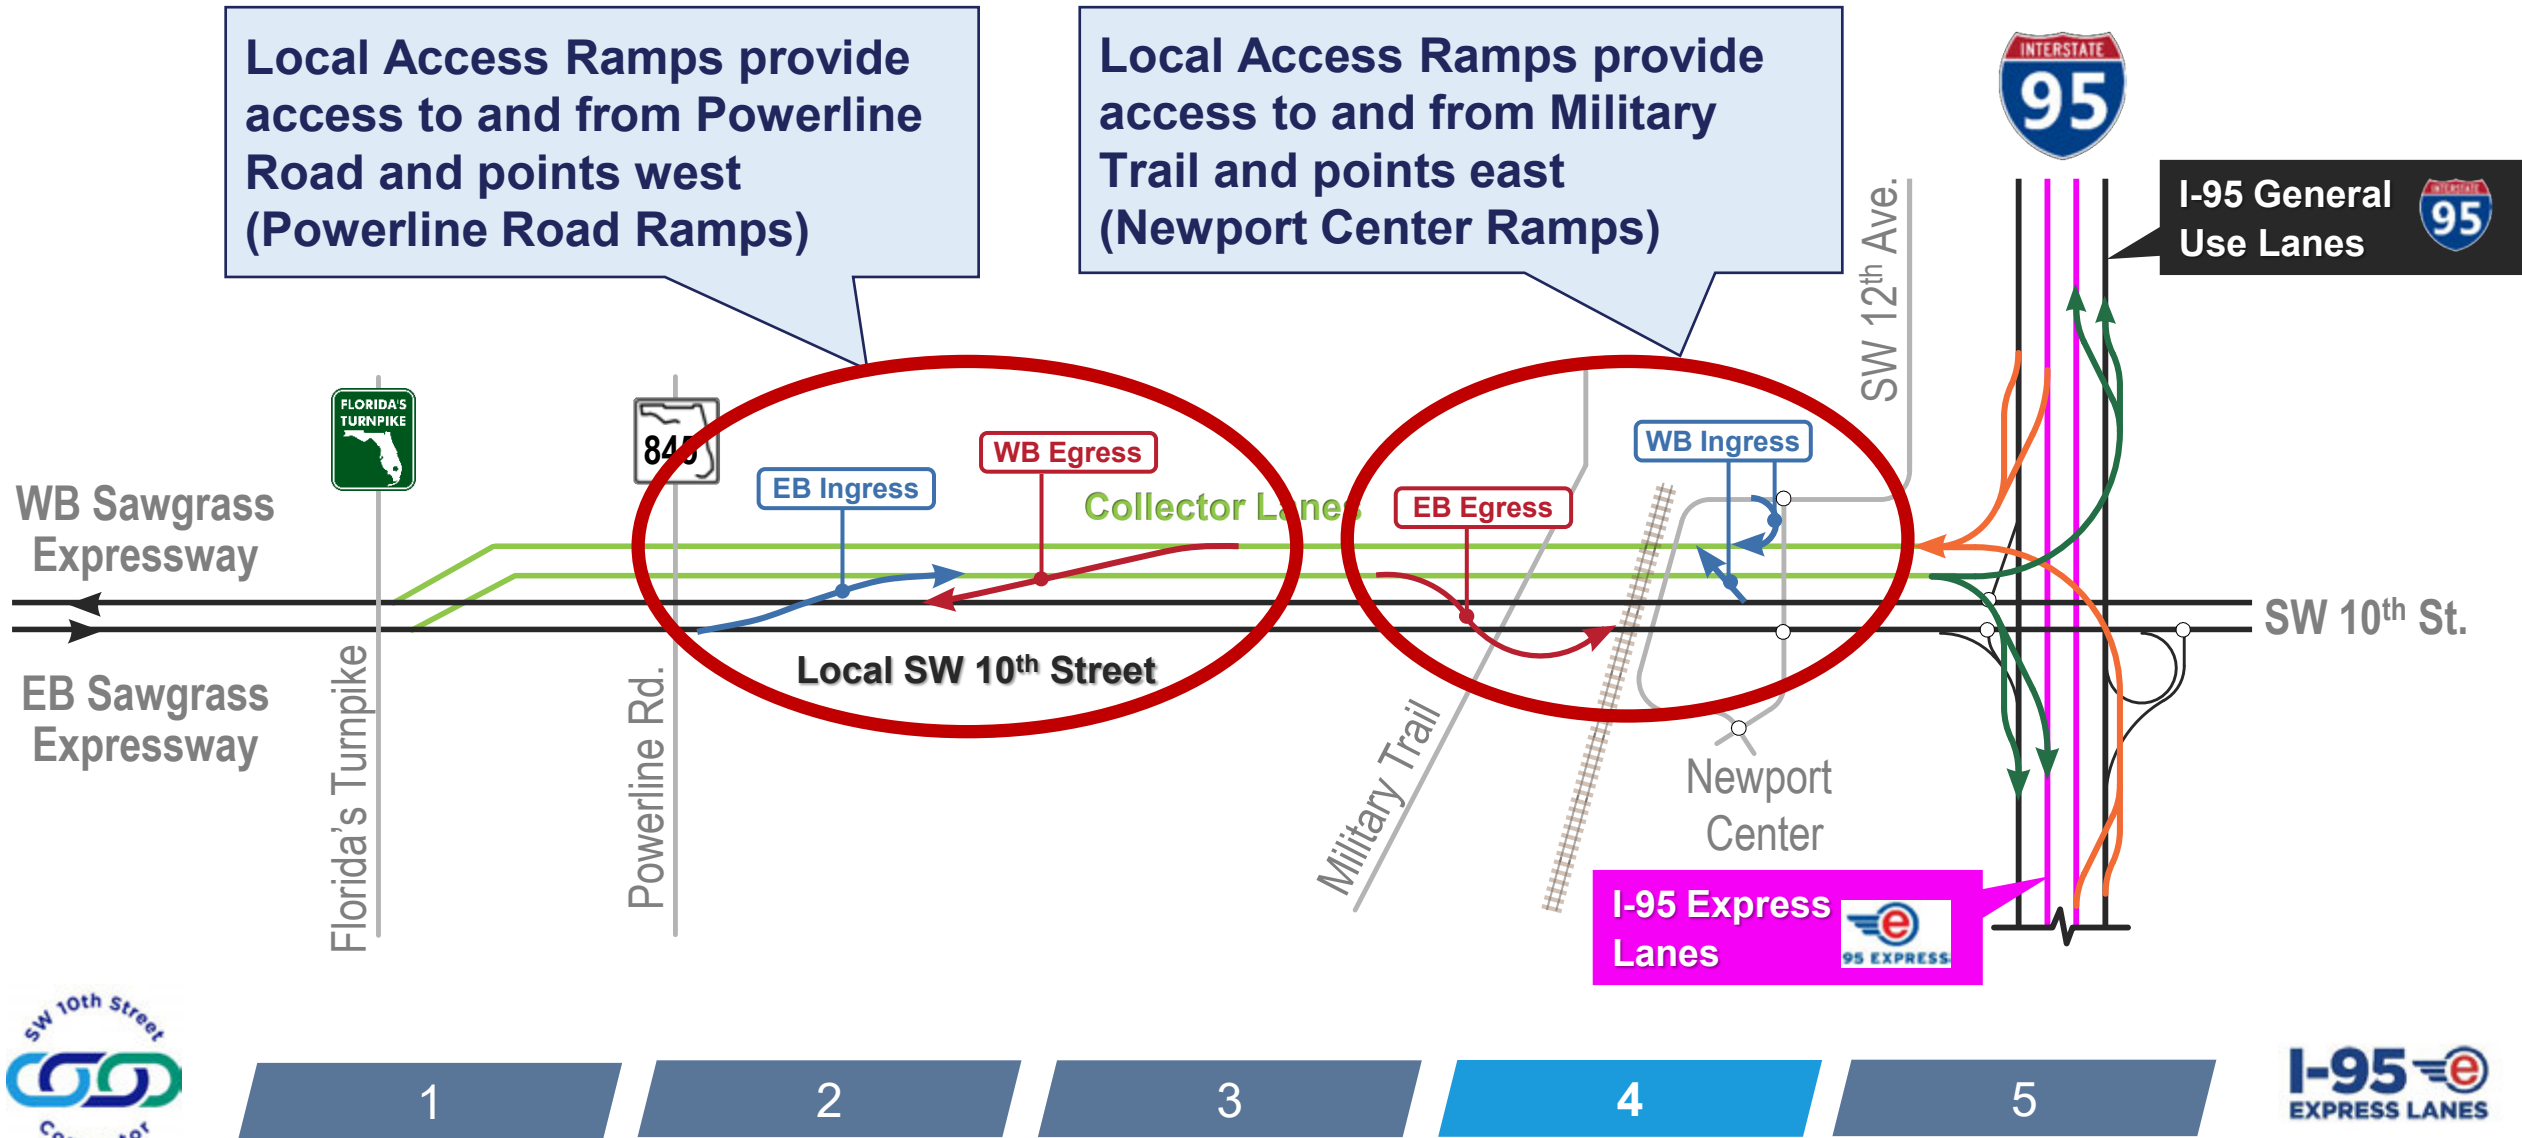 Local Access Ramps provide
access to and from Powerline
Road and points west
(Powerline Road Ramps)
Local Access Ramps provide
access to and from Military
Trail and points east
(Newport Center Ramps)
INTERSTATE
95
I-95 General
Use Lanes
INTERSTATE
95
SW 12th Ave.
FLORIDA'S
TURNPIKE
845
WB Egress
WB Ingress
EB Ingress
Collector Lanes
EB Egress
WB Sawgrass
Expressway
SW 10th St.
Local SW 10th Street
EB Sawgrass
Expressway
Florida's Turnpike
Powerline Rd.
Military Trail
Newport
Center
I-95 Express
Lanes
e
95 EXPRESS
SW 10th Street
1
2
3
4
5
I-95 e
EXPRESS LANES